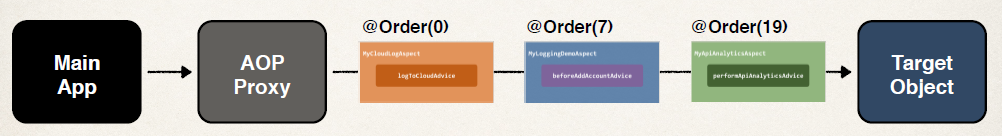 Main
App
AOP
Proxy
@Order(0)
MyCloudLogAspect
logToCloudAdvice
@Order(7)
MyLoggingDemoAspect
beforeAddAccountAdvice
@Order(19)
MyApiAnalyticsAspect
performApiAnalyticsAdvice
Target
Object